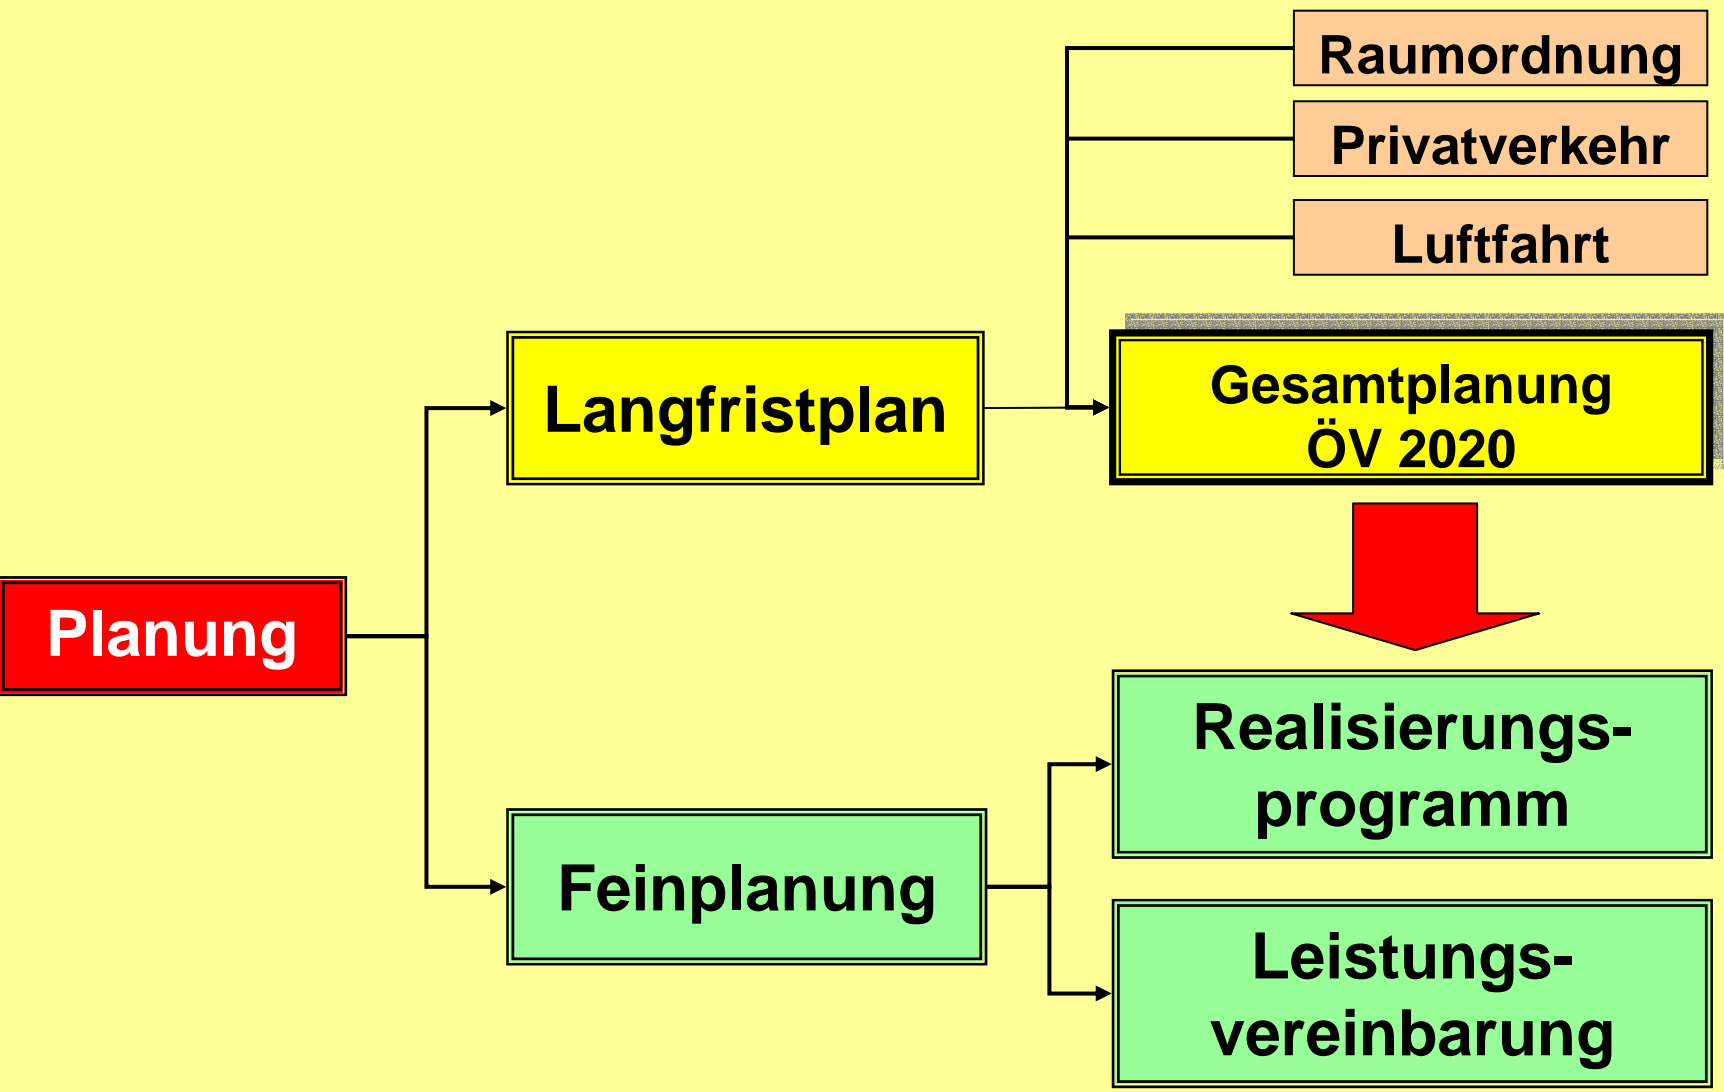 Raumordnung
Privatverkehr
Luftfahrt
Langfristplan
Gesamtplanung
ÖV 2020
Planung
Realisierungs-
programm
Feinplanung
Leistungs-
vereinbarung